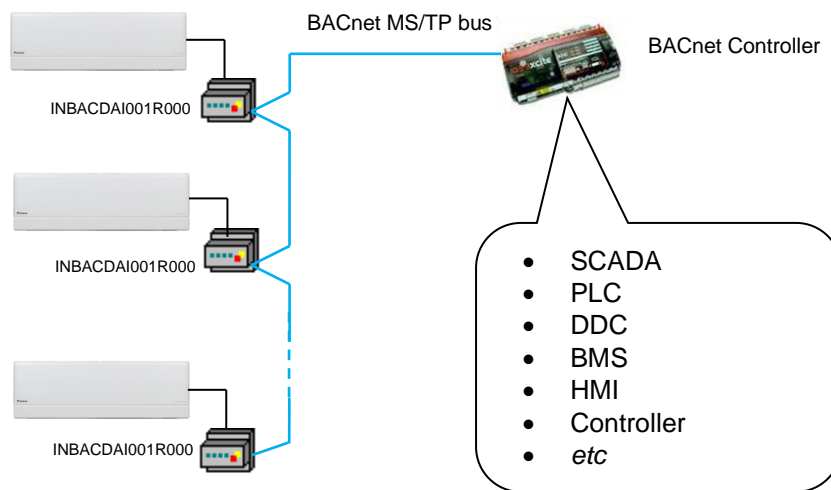 BACnet MS/TP bus
BACnet Controller
INBACDAI001R000
INBACDAI001R000
INBACDAI001R000
• SCADA
• PLC
• DDC
• BMS
• HMI
• Controller
• etc